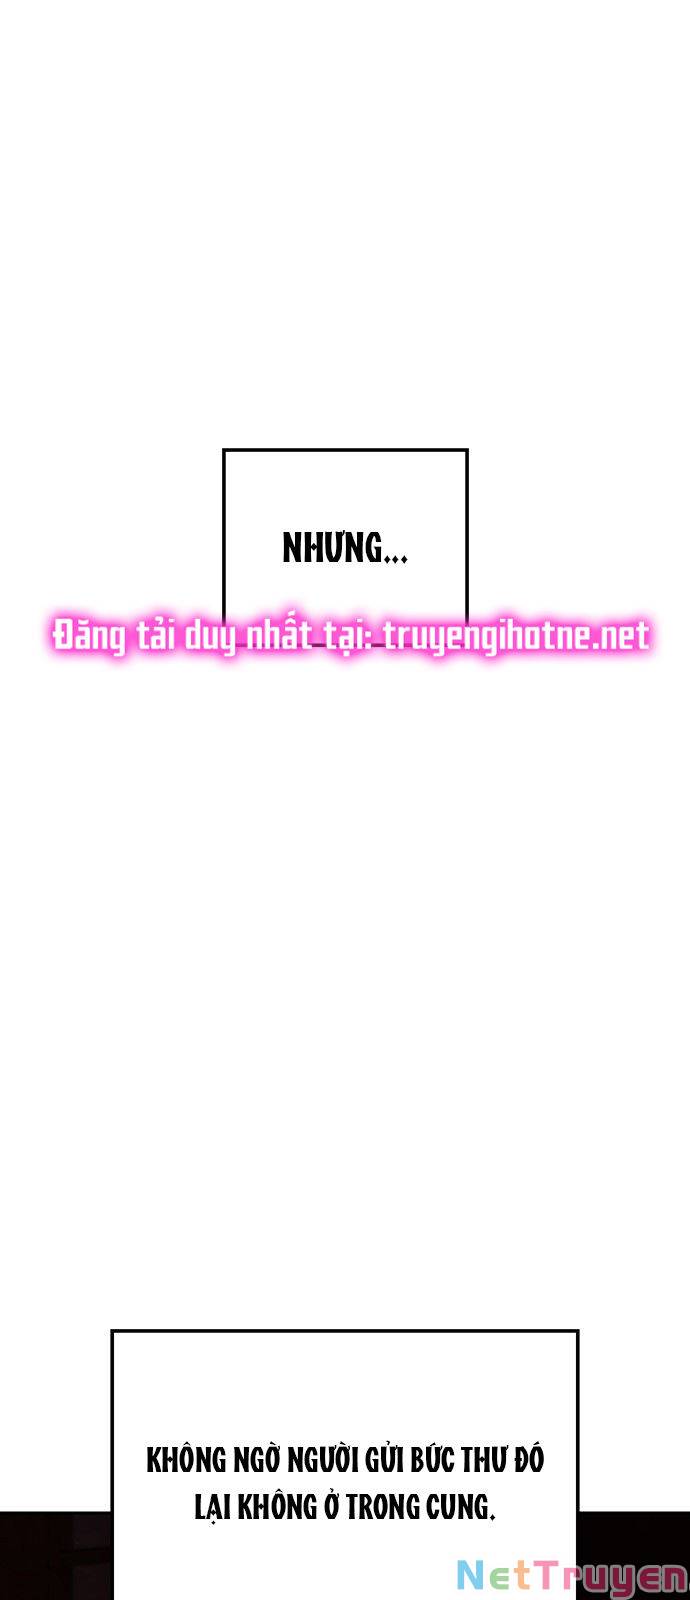 NHƯNG...
Đăng tải duy nhất tại: truyengihotne.net
KHÔNG NGỜ NGƯỜI GỬI BỨC THƯ ĐÓ
LẠI KHÔNG Ở TRONG CUNG.
NetTruyen